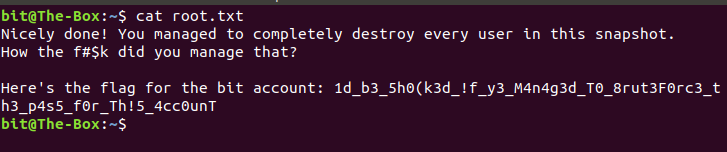 bit@The-Box:~$ cat root.txt
Nicely done! You managed to completely destroy every user in this snapshot.
How the f#$k did you manage that?
Here's the flag for the bit account: 1d_b3_5h0(k3d_!f_y3_M4n4g3d_T0_8rut3F0rc3_t
h3_p4s5_f0r_Th!5_4cc0unT
bit@The-Box:~$